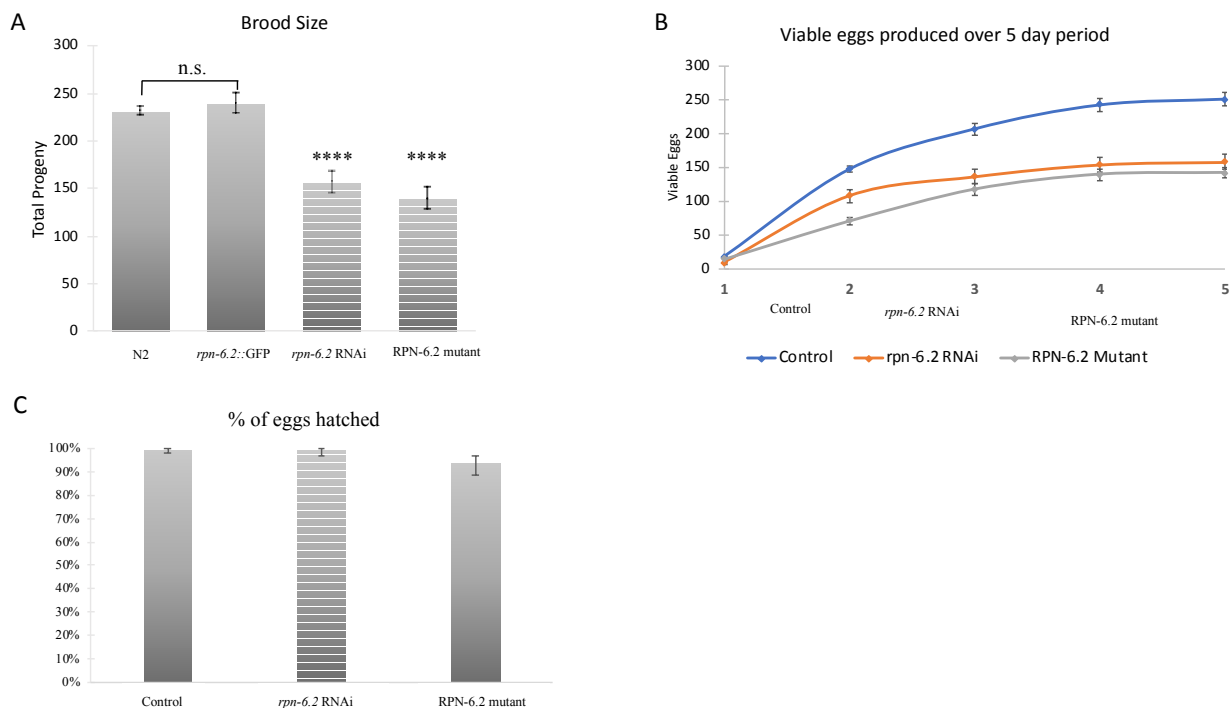 A
Brood Size
n.s.
****
****
Total Progeny
300
250
200
150
100
50
0
N2
rpn-6.2::GFP
rpn-6.2 RNAi
RPN-6.2 mutant
B
Viable eggs produced over 5 day period
Viable Eggs
300
250
200
150
100
50
0
1
2
3
4
5
Control
rpn-6.2 RNAi
RPN-6.2 mutant
Control
rpn-6.2 RNAi
RPN-6.2 Mutant
C
% of eggs hatched
100%
90%
80%
70%
60%
50%
40%
30%
20%
10%
0%
Control
rpn-6.2 RNAi
RPN-6.2 mutant